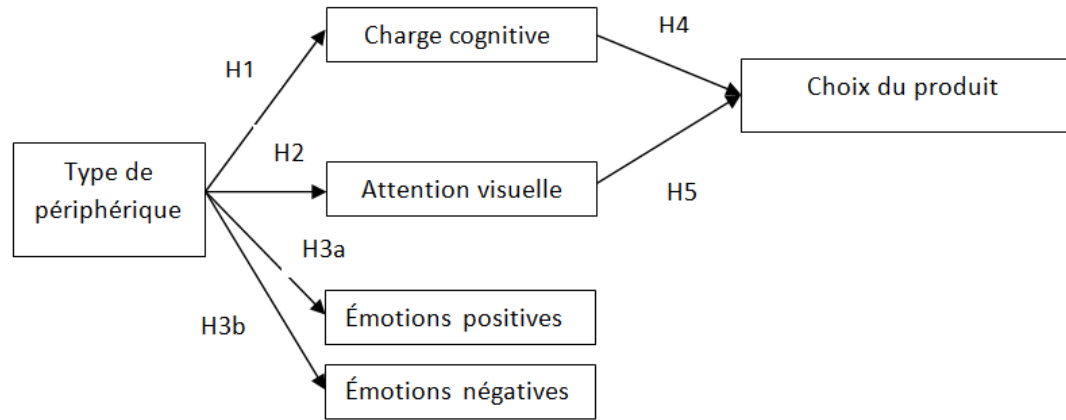 Charge cognitive
H4
H1
Choix du produit
H2
Type de
périphérique
Attention visuelle
H5
H3a
Émotions positives
H3b
Émotions négatives